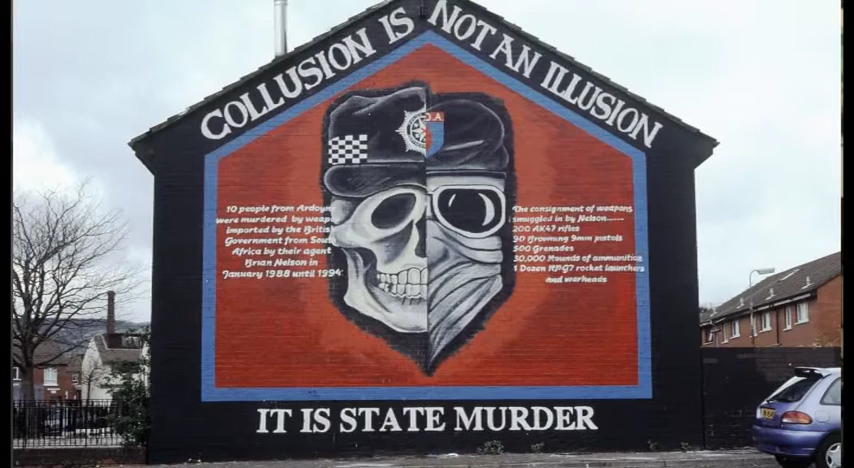 COLLUSION IS NOT AN ILLUSION
D.A.
10 people from Ardoyn
were murdered by weapo
imported by the Britis
Government from Sout
Africa by their agent
Brian Nelson in
January 1988 until 1994
The consignment of weapons
smuggled in by Nelson......
200 AK47 rifles
90 Browning 9mm pistols
500 Grenades
30,000 Rounds of ammunition
1 Dozen RPG7 rocket launchers
and warheads
IT IS STATE MURDER